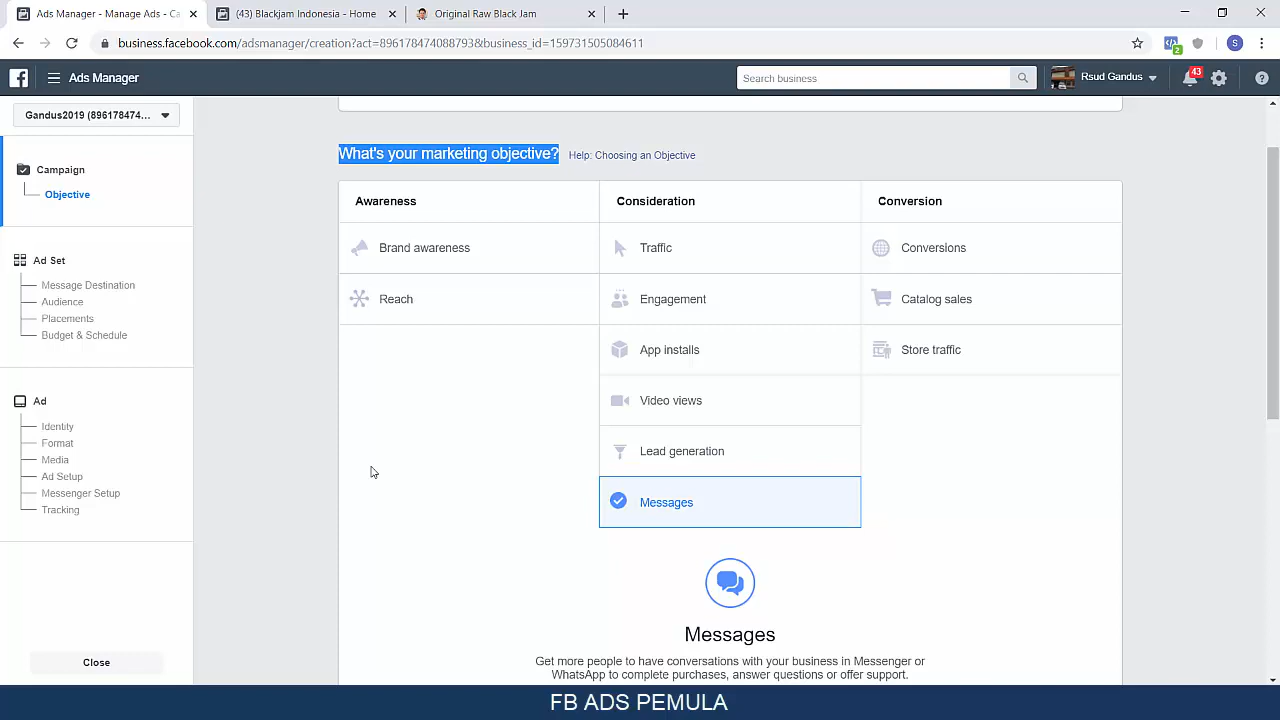 Ads Manager - Manage Ads - Ca
(43) Blackjam Indonesia - Home
Original Raw Black Jam
business.facebook.com/adsmanager/creation?act=896178474088793&business_id=159731505084611
2
S
Ads Manager
Search business
Rsud Gandus
43
Gandus2019 (896178474...
Campaign
Objective
Ad Set
Message Destination
Audience
Placements
Budget & Schedule
Ad
Identity
Format
Media
Ad Setup
Messenger Setup
Tracking
Close
What's your marketing objective? Help: Choosing an Objective
Awareness
Brand awareness
Reach
Consideration
Traffic
Engagement
App installs
Video views
Lead generation
Messages
Conversion
Conversions
Catalog sales
Store traffic
Messages
Get more people to have conversations with your business in Messenger or
WhatsApp to complete purchases, answer questions or offer support.
FB ADS PEMULA